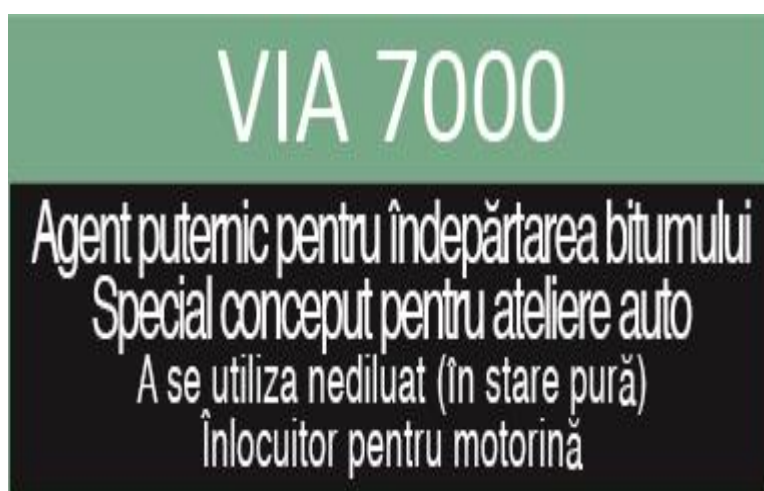 VIA 7000
Agent puternic pentru îndepărtarea bitumului
Special conceput pentru ateliere auto
A se utiliza nediluat (în stare pură)
Înlocuitor pentru motorină